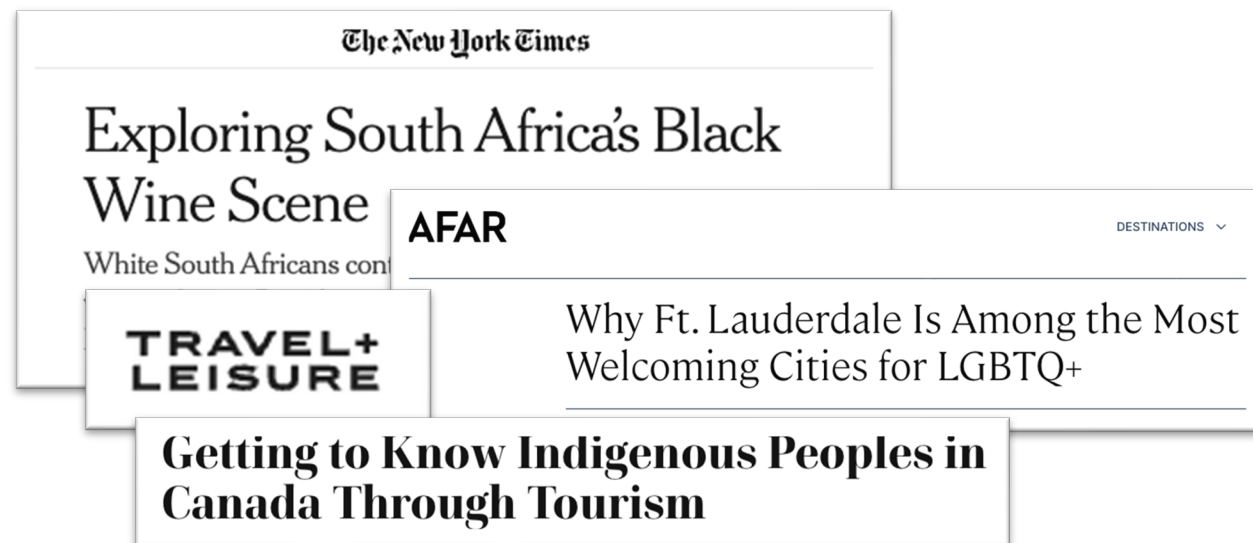 The New York Times
Exploring South Africa's Black
Wine Scene
White South Africans
AFAR
DESTINATIONS
Why Ft. Lauderdale Is Among the Most
Welcoming Cities for LGBTQ+
TRAVEL+
LEISURE
Getting to Know Indigenous Peoples in
Canada Through Tourism